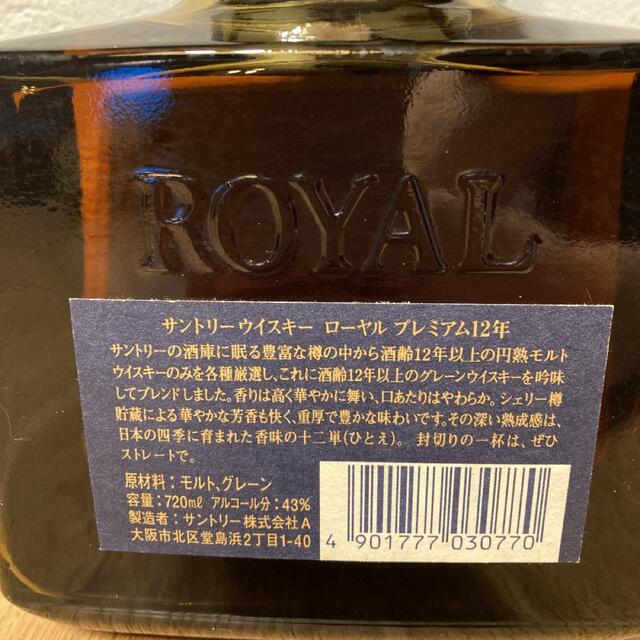 ROYAL
サントリーウイスキー ローヤル プレミアム12年
サントリーの酒庫に眠る豊富な樽の中から酒齢12年以上の円熟モルト
ウイスキーのみを各種厳選し、これに酒齢12年以上のグレーンウイスキーを吟味
してブレンドしました。香りは高く華やかに舞い、口あたりはやわらか。シェリー樽
貯蔵による華やかな芳香も快く、重厚で豊かな味わいです。その深い熟成感は、
日本の四季に育まれた香味の十二単(ひとえ)。 封切りの一杯は、ぜひ
ストレートで。
原材料：モルト、グレーン
容量：720mℓ アルコール分：43%
製造者：サントリー株式会社A
大阪市北区堂島浜2丁目1-40
4 901777 030770